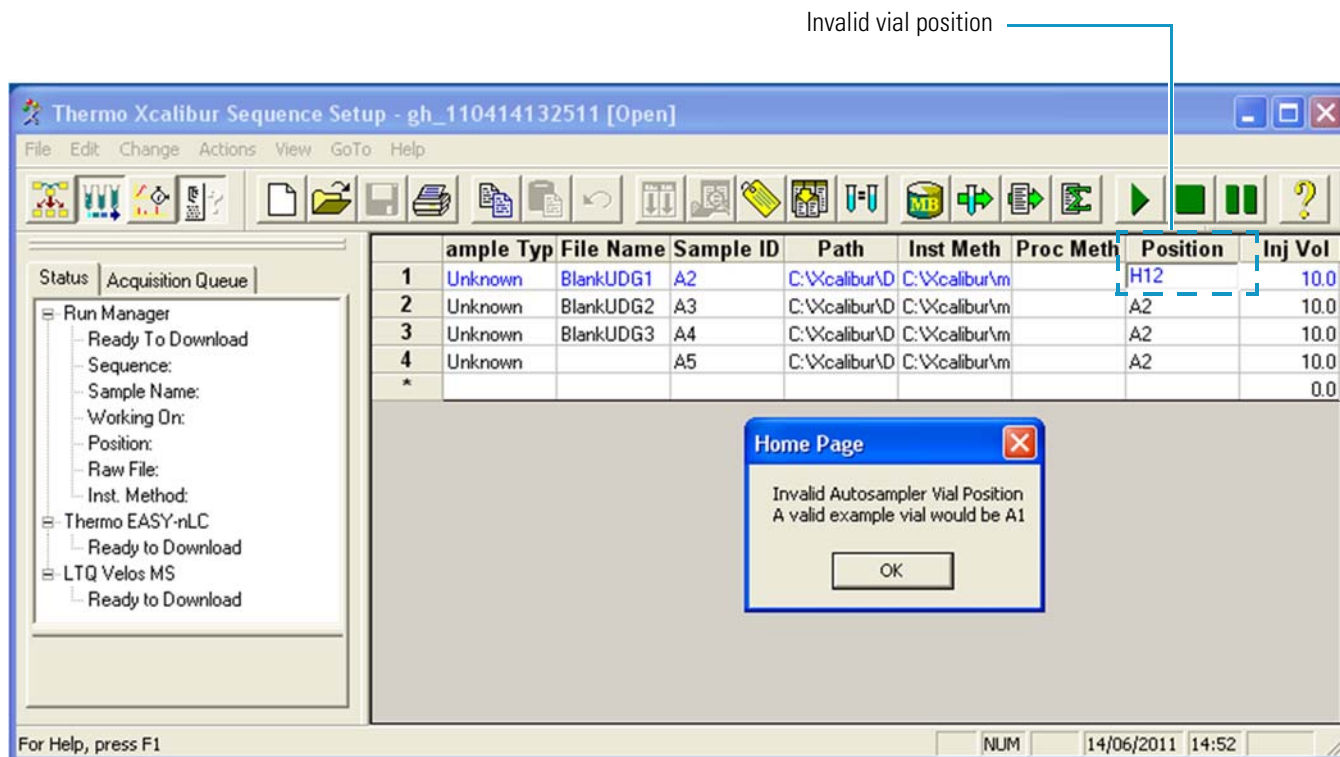 Invalid vial position
Thermo Xcalibur Sequence Setup - gh_110414132511 [Open]
File Edit Change Actions View GoTo Help
MB
Status Acquisition Queue
Run Manager
Ready To Download
Sequence:
Sample Name:
Working On:
Position:
Raw File:
Inst. Method:
Thermo EASY-nLC
Ready to Download
LTQ Velos MS
Ready to Download
ample Typ File Name Sample ID Path Inst Meth Proc Meth Position Inj Vol
1 Unknown BlankUDG1 A2 C:\Xcalibur\D C:\Xcalibur\m H12 10.0
2 Unknown BlankUDG2 A3 C:\Xcalibur\D C:\Xcalibur\m A2 10.0
3 Unknown BlankUDG3 A4 C:\Xcalibur\D C:\Xcalibur\m A2 10.0
4 Unknown A5 C:\Xcalibur\D C:\Xcalibur\m A2 10.0
* 0.0
Home Page
Invalid Autosampler Vial Position
A valid example vial would be A1
OK
For Help, press F1 NUM 14/06/2011 14:52